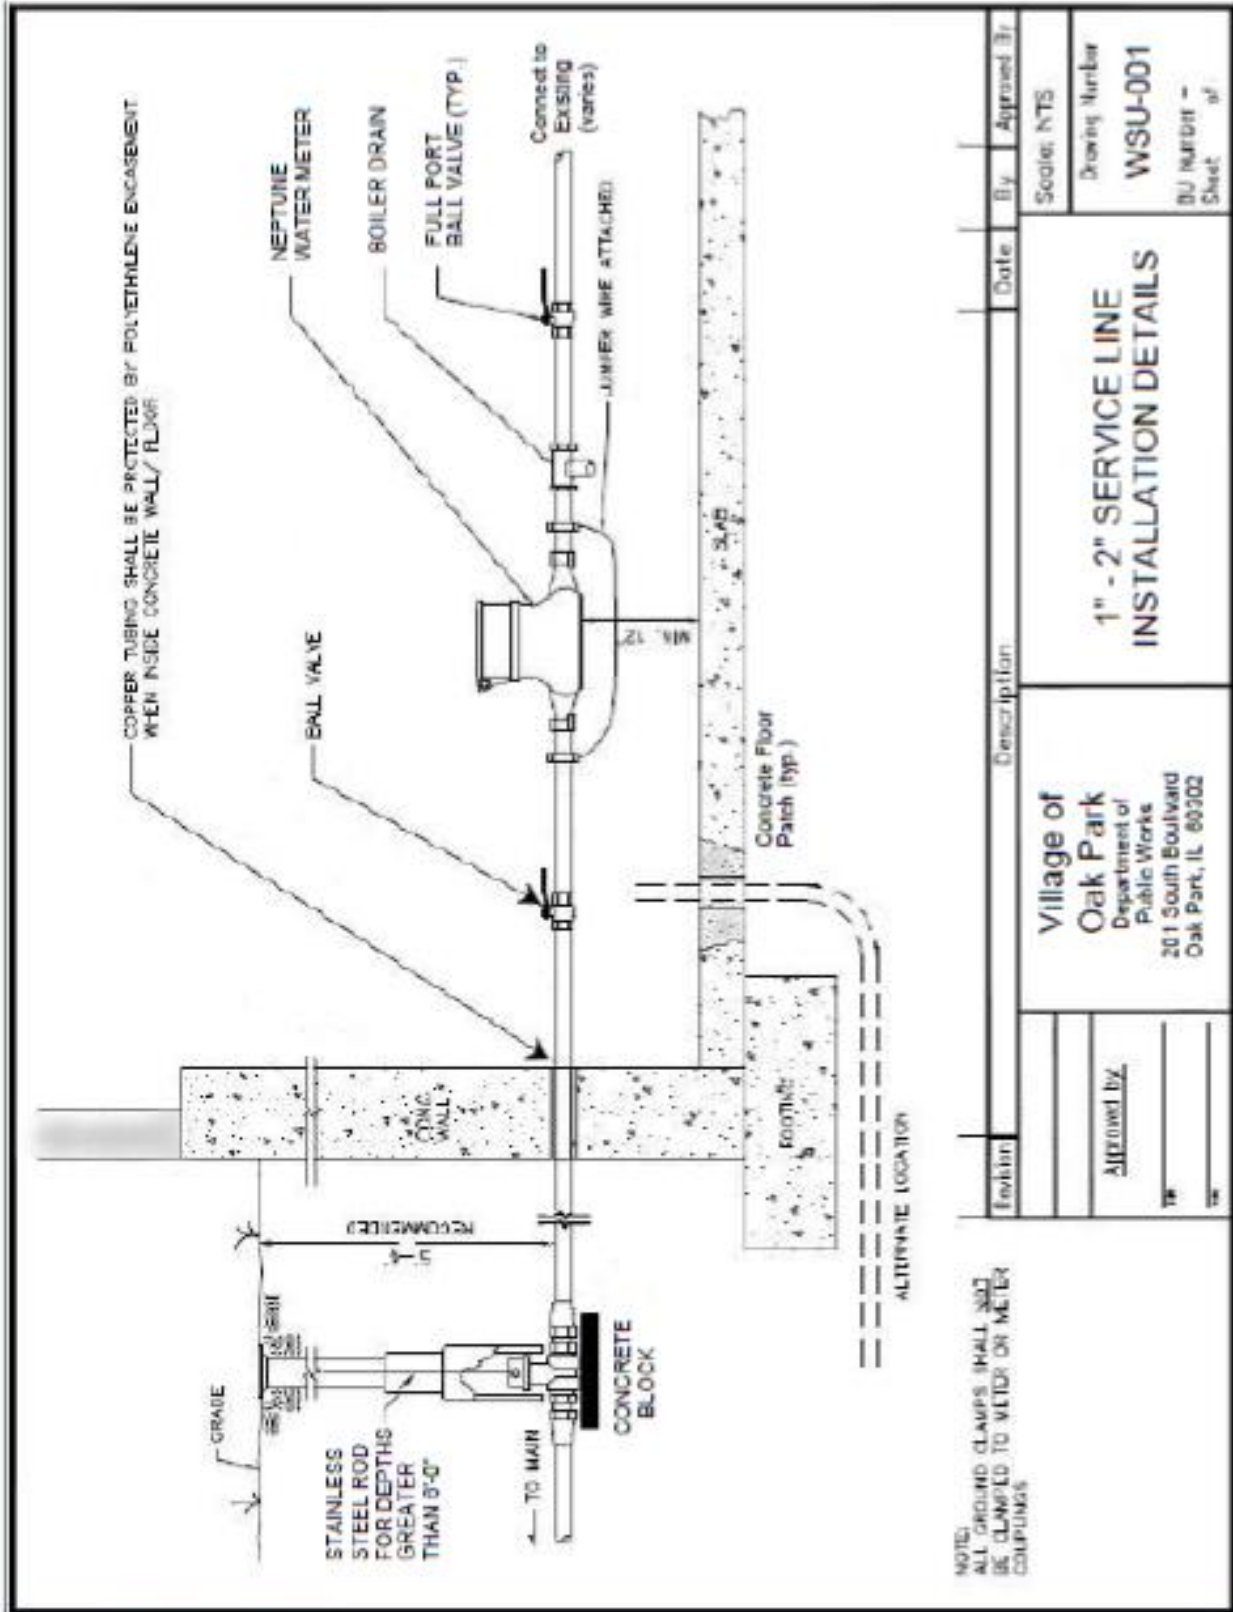 COPPER TUBING SHALL BE PROTECTED BY POLYETHYLENE ENCASEMENT
WHEN INSIDE CONCRETE WALL/ FLOOR
NEPTUNE
WATER METER
BALL VALVE
BOILER DRAIN
FULL PORT
BALL VALVE (TYP.)
Connect to
Existing
(varies)
GRADE
STAINLESS
STEEL ROD
FOR DEPTHS
GREATER
THAN
RECOMMENDED
CONC.
WALL
TO MAIN
CONCRETE
BLOCK
JUMPER WIRE ATTACHED
MIN. 12"
SLAB
Concrete Floor
Patch (typ.)
FOOTING
ALTERNATE LOCATION
NOTE:
ALL GROUND CLAMPS SHALL NOT
BE CLAMPED TO METER OR METER
COUPLINGS
Revision
Description
Date
By
Approved By
Approved by:
Village of
Oak Park
Department of
Public Works
201 South Boulvard
Oak Park, IL 60302
1" - 2" SERVICE LINE
INSTALLATION DETAILS
Scale: NTS
Drawing Number
WSU-001
Number -
Sheet of